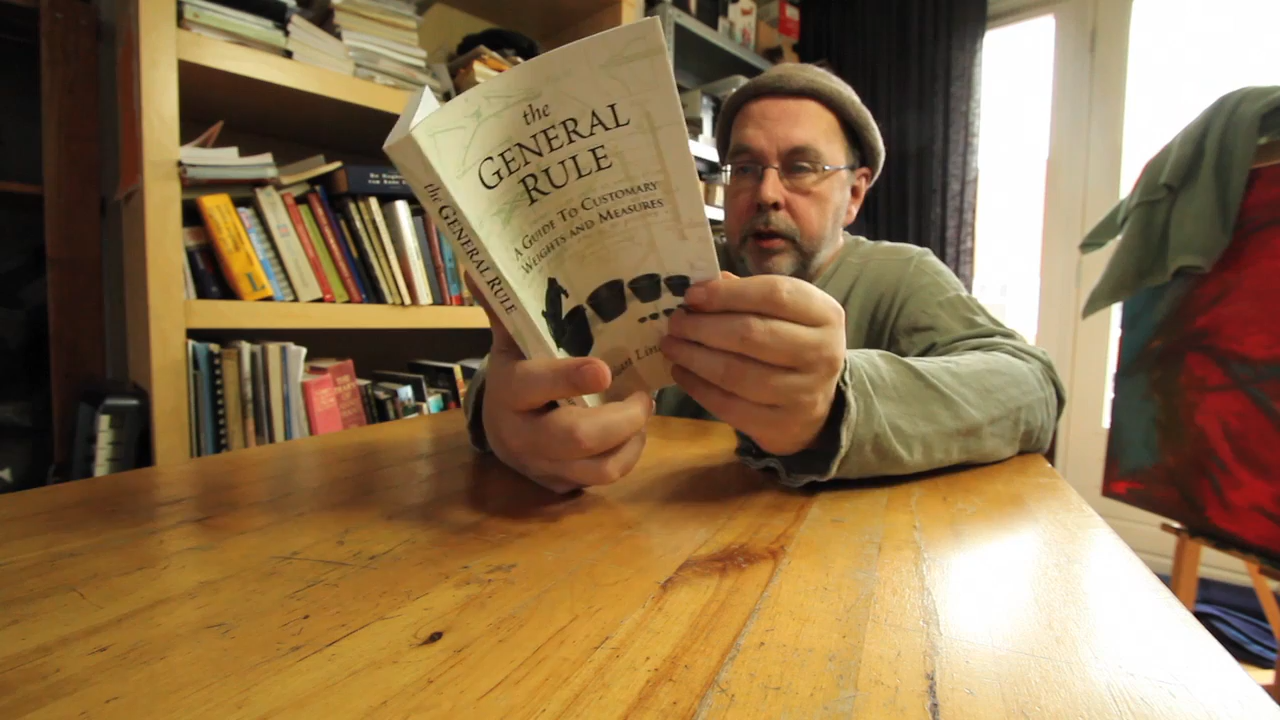 the
GENERAL
RULE
A GUIDE TO CUSTOMARY
WEIGHTS AND MEASURES
the GENERAL RULE